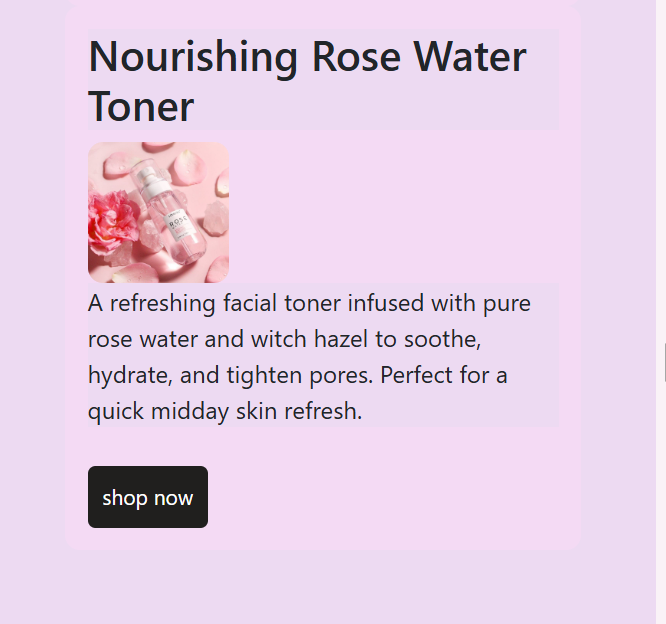 Nourishing Rose Water
Toner
ROSE
A refreshing facial toner infused with pure
rose water and witch hazel to soothe,
hydrate, and tighten pores. Perfect for a
quick midday skin refresh.
shop now